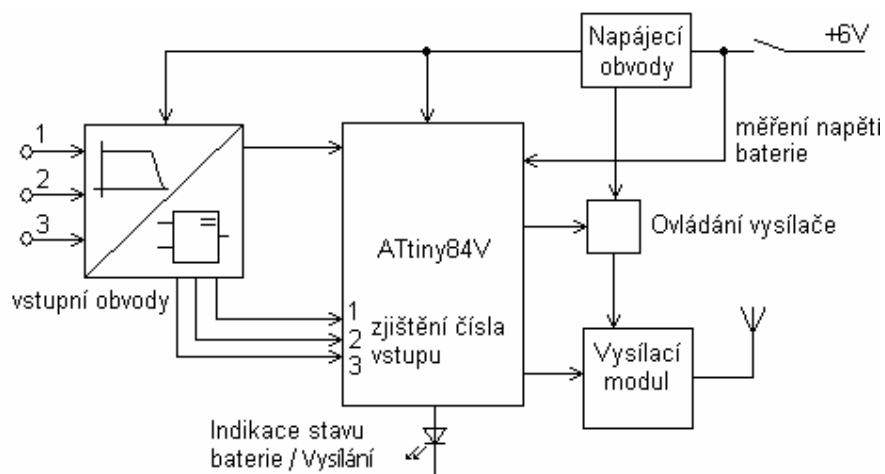 Napájecí
obvody
+6V
měření napětí
baterie
1
2
3
=
vstupní obvody
ATtiny84V
Ovládání vysílače
1
2
3
zjištění čísla
vstupu
Vysílací
modul
Indikace stavu
baterie / Vysílání